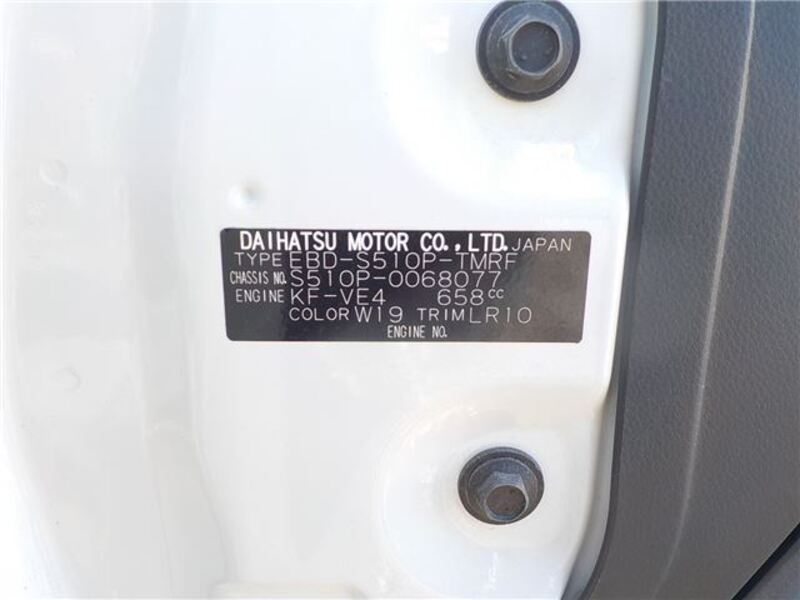 DAIHATSU MOTOR CO., LTD. JAPAN
TYPE EBD-S510P-TMRF
CHASSIS NO. S510P-0068077
ENGINE KF-VE4 658cc
COLOR W19 TRIM LR10
ENGINE NO.